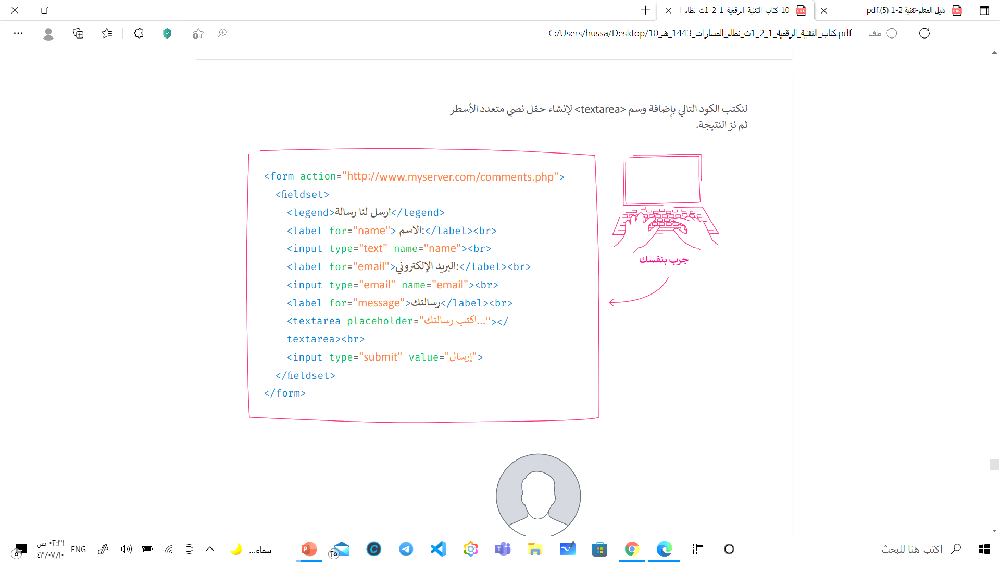 دليل المعلم-تقنية 2-1 (5).pdf
10_كتاب_التقنية_الرقمية_1_2_1ث_نظام_ا
ملف
C:/Users/hussa/Desktop/10_كتاب_التقنية_الرقمية_1_2_1ث_نظام_المسارات_1443_هـ.pdf
لنكتب الكود التالي بإضافة وسم <textarea> لإنشاء حقل نصي متعدد الأسطر
ثم نرَ النتيجة.
<form action="http://www.myserver.com/comments.php">
<fieldset>
<legend>أرسل لنا رسالة</legend>
<label for="name"> الاسم:</label><br>
<input type="text" name="name"><br>
<label for="email">البريد الإلكتروني:</label><br>
<input type="email" name="email"><br>
<label for="message">رسالتك</label><br>
<textarea placeholder="اكتب رسالتك..."></
textarea><br>
<input type="submit" value="إرسال">
</fieldset>
</form>
جرب بنفسك
اكتب هنا للبحث
سماء...
٢٥
ENG
٠٢:٣١ ص
٤٣/٠٧/١٠
٥